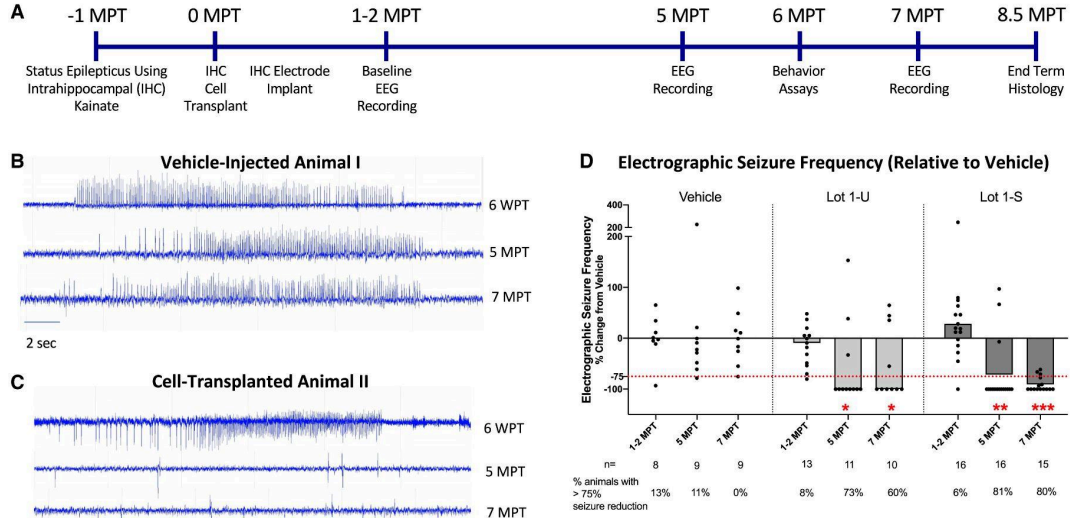 A
-1 MPT 0 MPT 1-2 MPT 5 MPT 6 MPT 7 MPT 8.5 MPT
Status Epilepticus Using
Intrahippocampal (IHC)
Kainate
IHC
Cell
Transplant
IHC Electrode
Implant
Baseline
EEG
Recording
EEG
Recording
Behavior
Assays
EEG
Recording
End Term
Histology
B
Vehicle-Injected Animal I
6 WPT
5 MPT
7 MPT
2 sec
C
Cell-Transplanted Animal II
6 WPT
5 MPT
7 MPT
D
Electrographic Seizure Frequency (Relative to Vehicle)
Vehicle Lot 1-U Lot 1-S
Electrographic Seizure Frequency
% Change from Vehicle
400
200
200
100
0
-75
-100
* * ** ***
1-2 MPT 5 MPT 7 MPT 1-2 MPT 5 MPT 7 MPT 1-2 MPT 5 MPT 7 MPT
n= 8 9 9 13 11 10 16 16 15
% animals with
> 75% 13% 11% 0% 8% 73% 60% 6% 81% 80%
seizure reduction